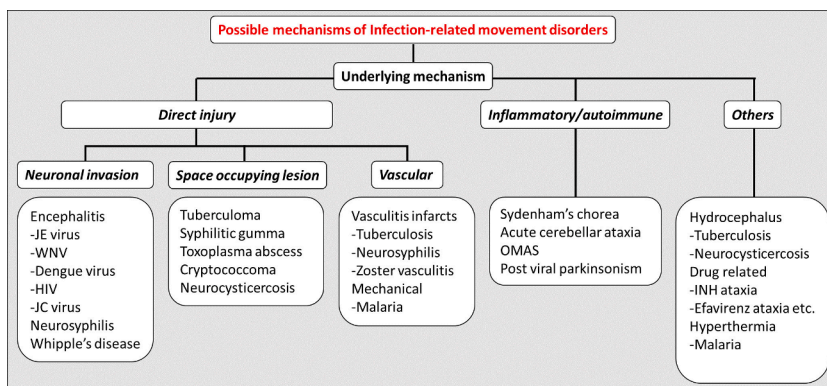 Possible mechanisms of Infection-related movement disorders
Underlying mechanism
Direct injury
Inflammatory/autoimmune
Others
Neuronal invasion
Space occupying lesion
Vascular
Encephalitis
-JE virus
-WNV
-Dengue virus
-HIV
-JC virus
Neurosyphilis
Whipple's disease
Tuberculoma
Syphilitic gumma
Toxoplasma abscess
Cryptococcoma
Neurocysticercosis
Vasculitis infarcts
-Tuberculosis
-Neurosyphilis
-Zoster vasculitis
Mechanical
-Malaria
Sydenham's chorea
Acute cerebellar ataxia
OMAS
Post viral parkinsonism
Hydrocephalus
-Tuberculosis
-Neurocysticercosis
Drug related
-INH ataxia
-Efavirenz ataxia etc.
Hyperthermia
-Malaria